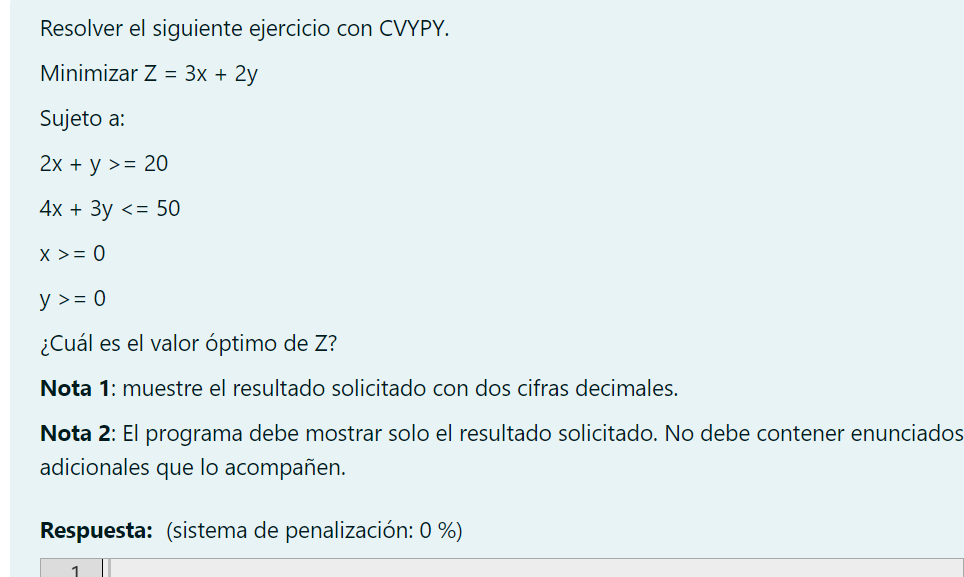 Resolver el siguiente ejercicio con CVYPY.
Minimizar Z = 3x + 2y
Sujeto a:
2x + y >= 20
4x + 3y <= 50
x >= 0
y >= 0
¿Cuál es el valor óptimo de Z?
Nota 1: muestre el resultado solicitado con dos cifras decimales.
Nota 2: El programa debe mostrar solo el resultado solicitado. No debe contener enunciados
adicionales que lo acompañen.
Respuesta: (sistema de penalización: 0 %)
1